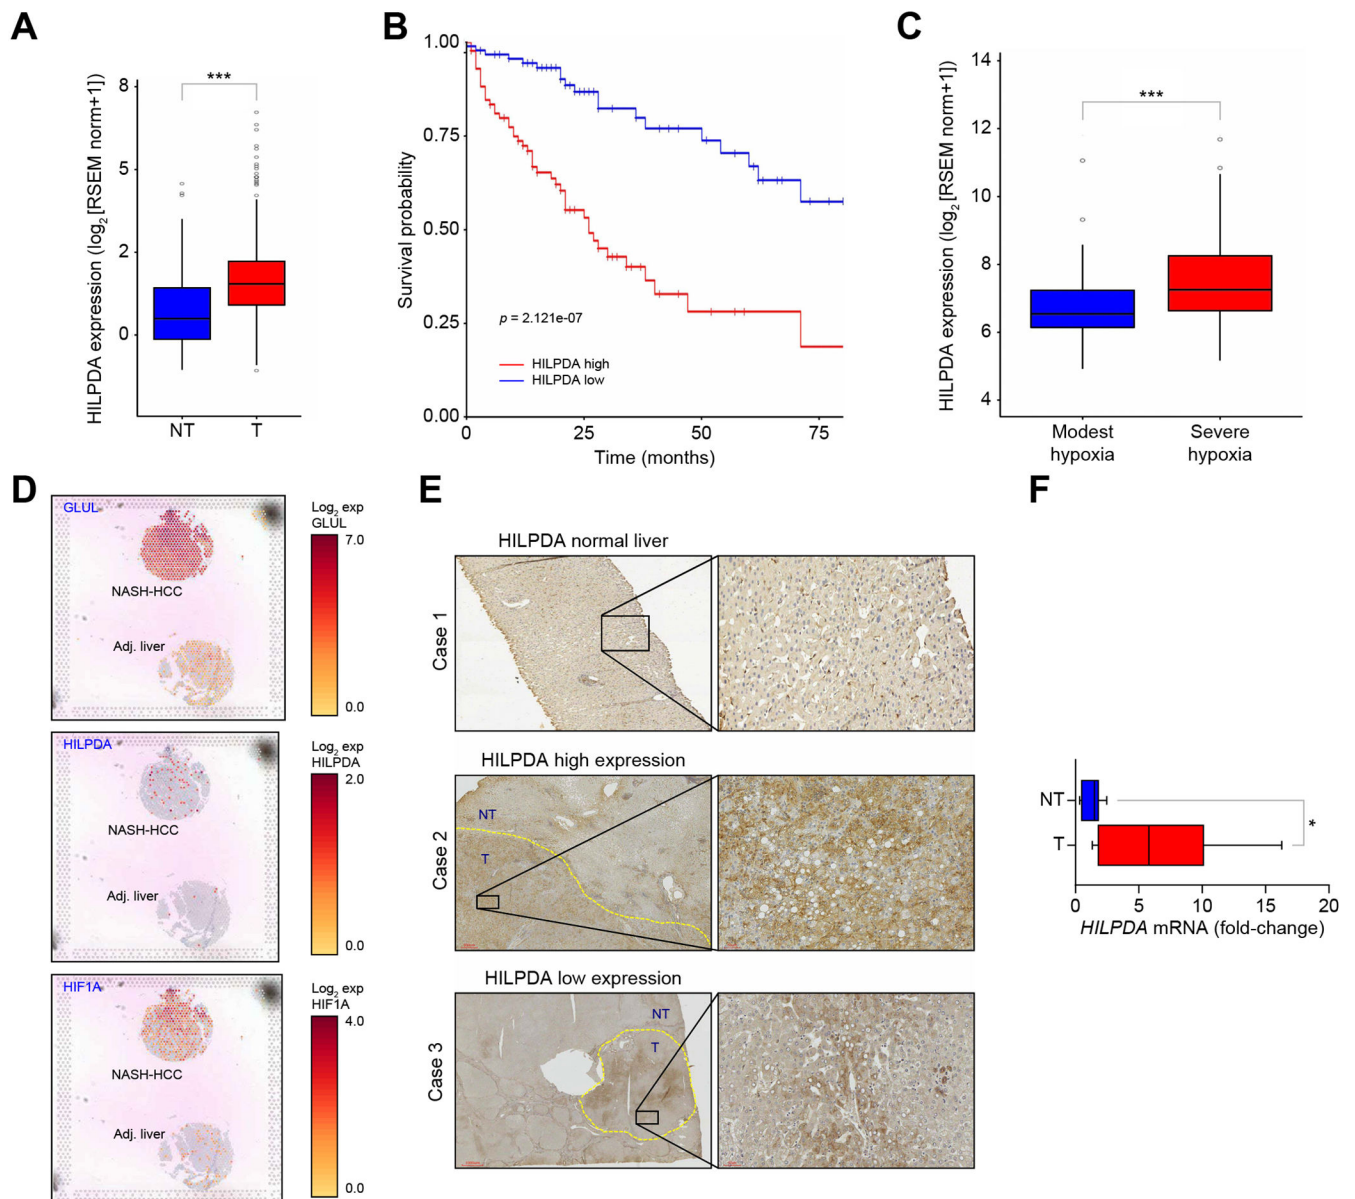 A
HILPDA expression (log2 [RSEM norm+1])
8
5
2
0
***
NT
T
B
Survival probability
1.00
0.75
0.50
0.25
0.00
p = 2.121e-07
HILPDA high
HILPDA low
0
25
50
75
Time (months)
C
HILPDA expression (log2 [RSEM norm+1])
14
12
10
8
6
4
***
Modest
hypoxia
Severe
hypoxia
D
GLUL
NASH-HCC
Adj. liver
Log2 exp
GLUL
7.0
0.0
HILPDA
NASH-HCC
Adj. liver
Log2 exp
HILPDA
2.0
0.0
HIF1A
NASH-HCC
Adj. liver
Log2 exp
HIF1A
4.0
0.0
E
HILPDA normal liver
Case 1
HILPDA high expression
Case 2
NT
T
HILPDA low expression
Case 3
NT
T
F
NT
T
*
0
5
10
15
20
HILPDA mRNA (fold-change)